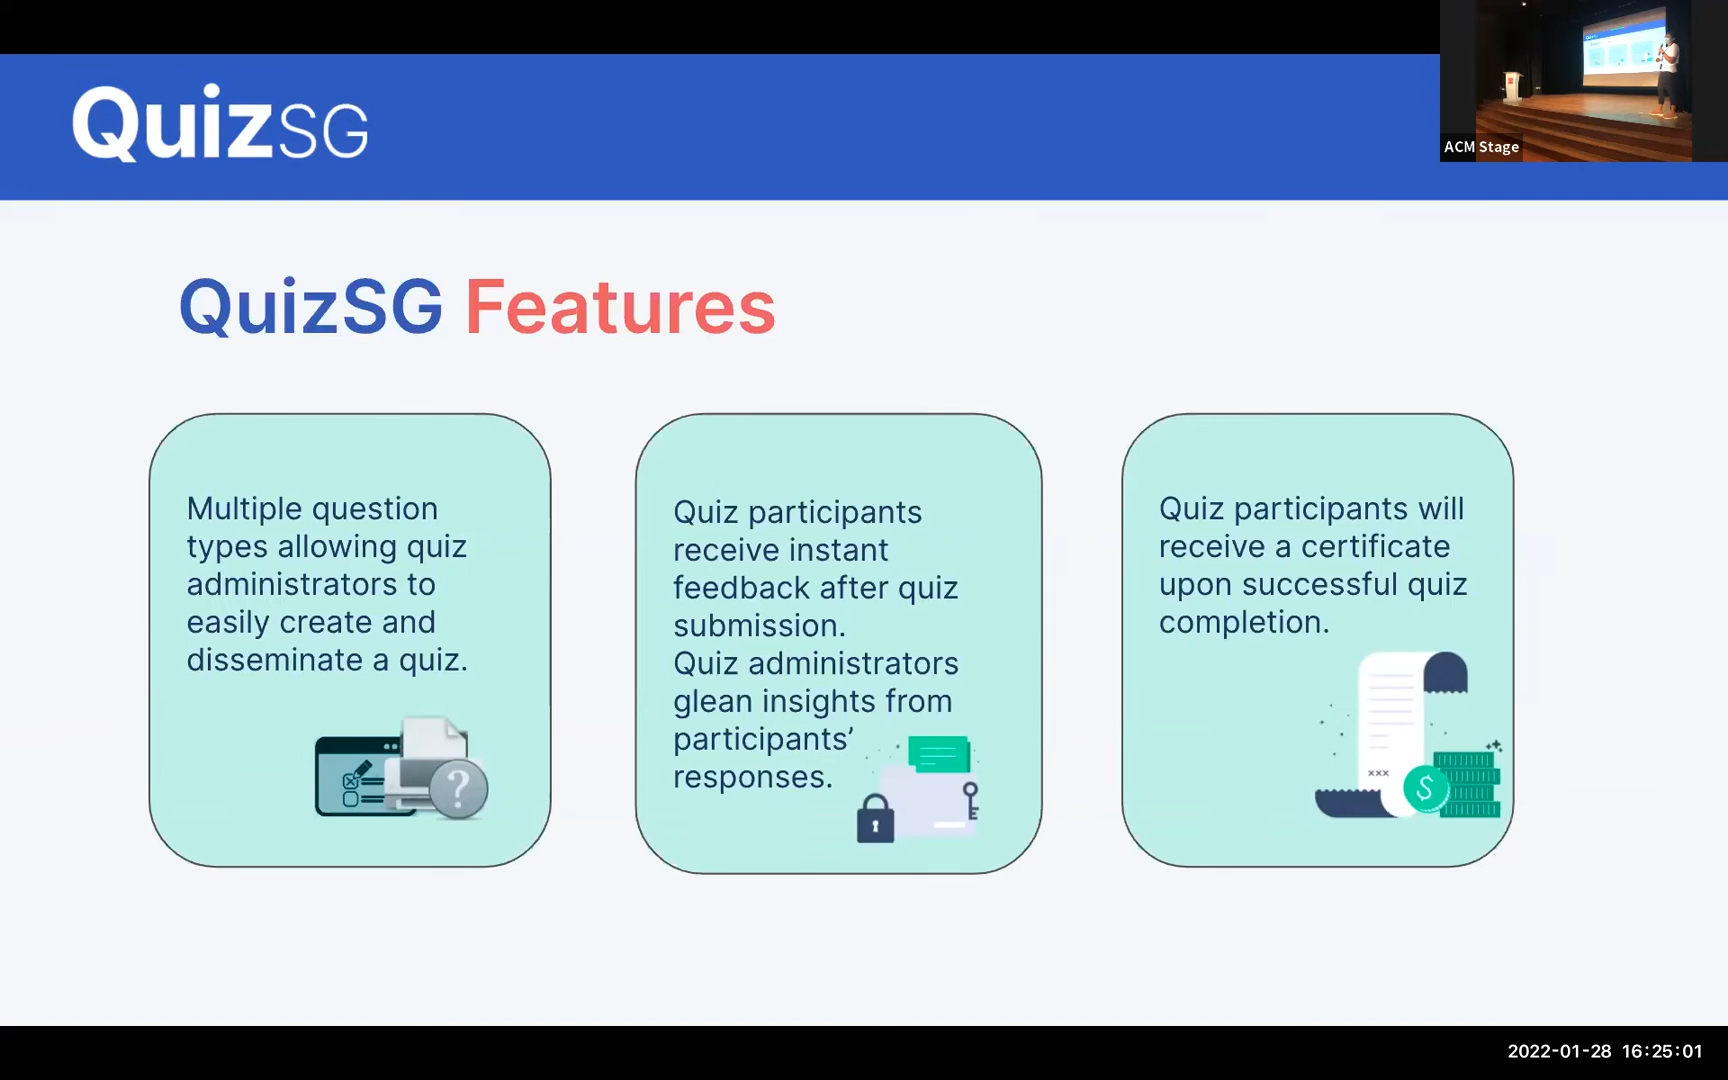 QuizSG
ACM Stage
QuizSG Features
Multiple question
types allowing quiz
administrators to
easily create and
disseminate a quiz.
?
Quiz participants
receive instant
feedback after quiz
submission.
Quiz administrators
glean insights from
participants’
responses.
Quiz participants will
receive a certificate
upon successful quiz
completion.
xxx
$
2022-01-28 16:25:01